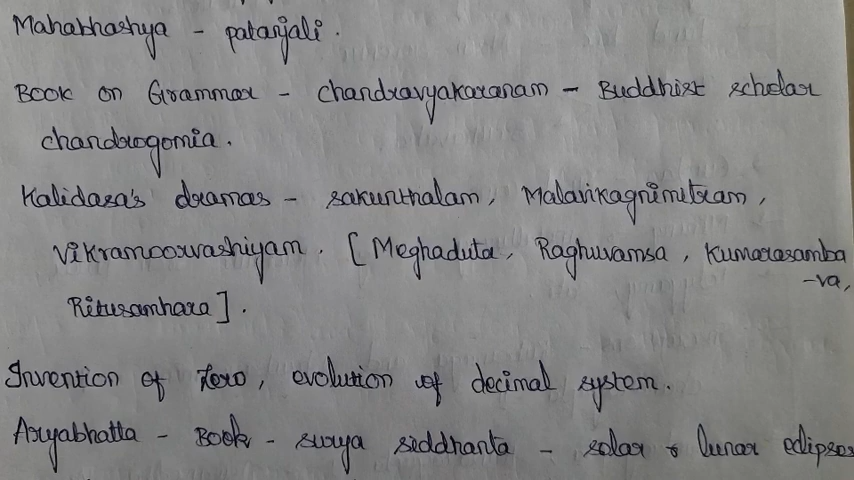 Mahabhashya - patanjali.
Book on Grammar - chandravyakaranam - Buddhist scholar
chandrogomia.
Kalidasa's dramas - sakunthalam, Malavikagnimitram,
Vikramoorvashiyam. [Meghaduta, Raghuvamsa, Kumarasamba
-va,
Ritusamhara].
Invention of Zero, evolution of decimal system.
Aryabhatta - Book - surya siddhanta - solar & lunar eclipses